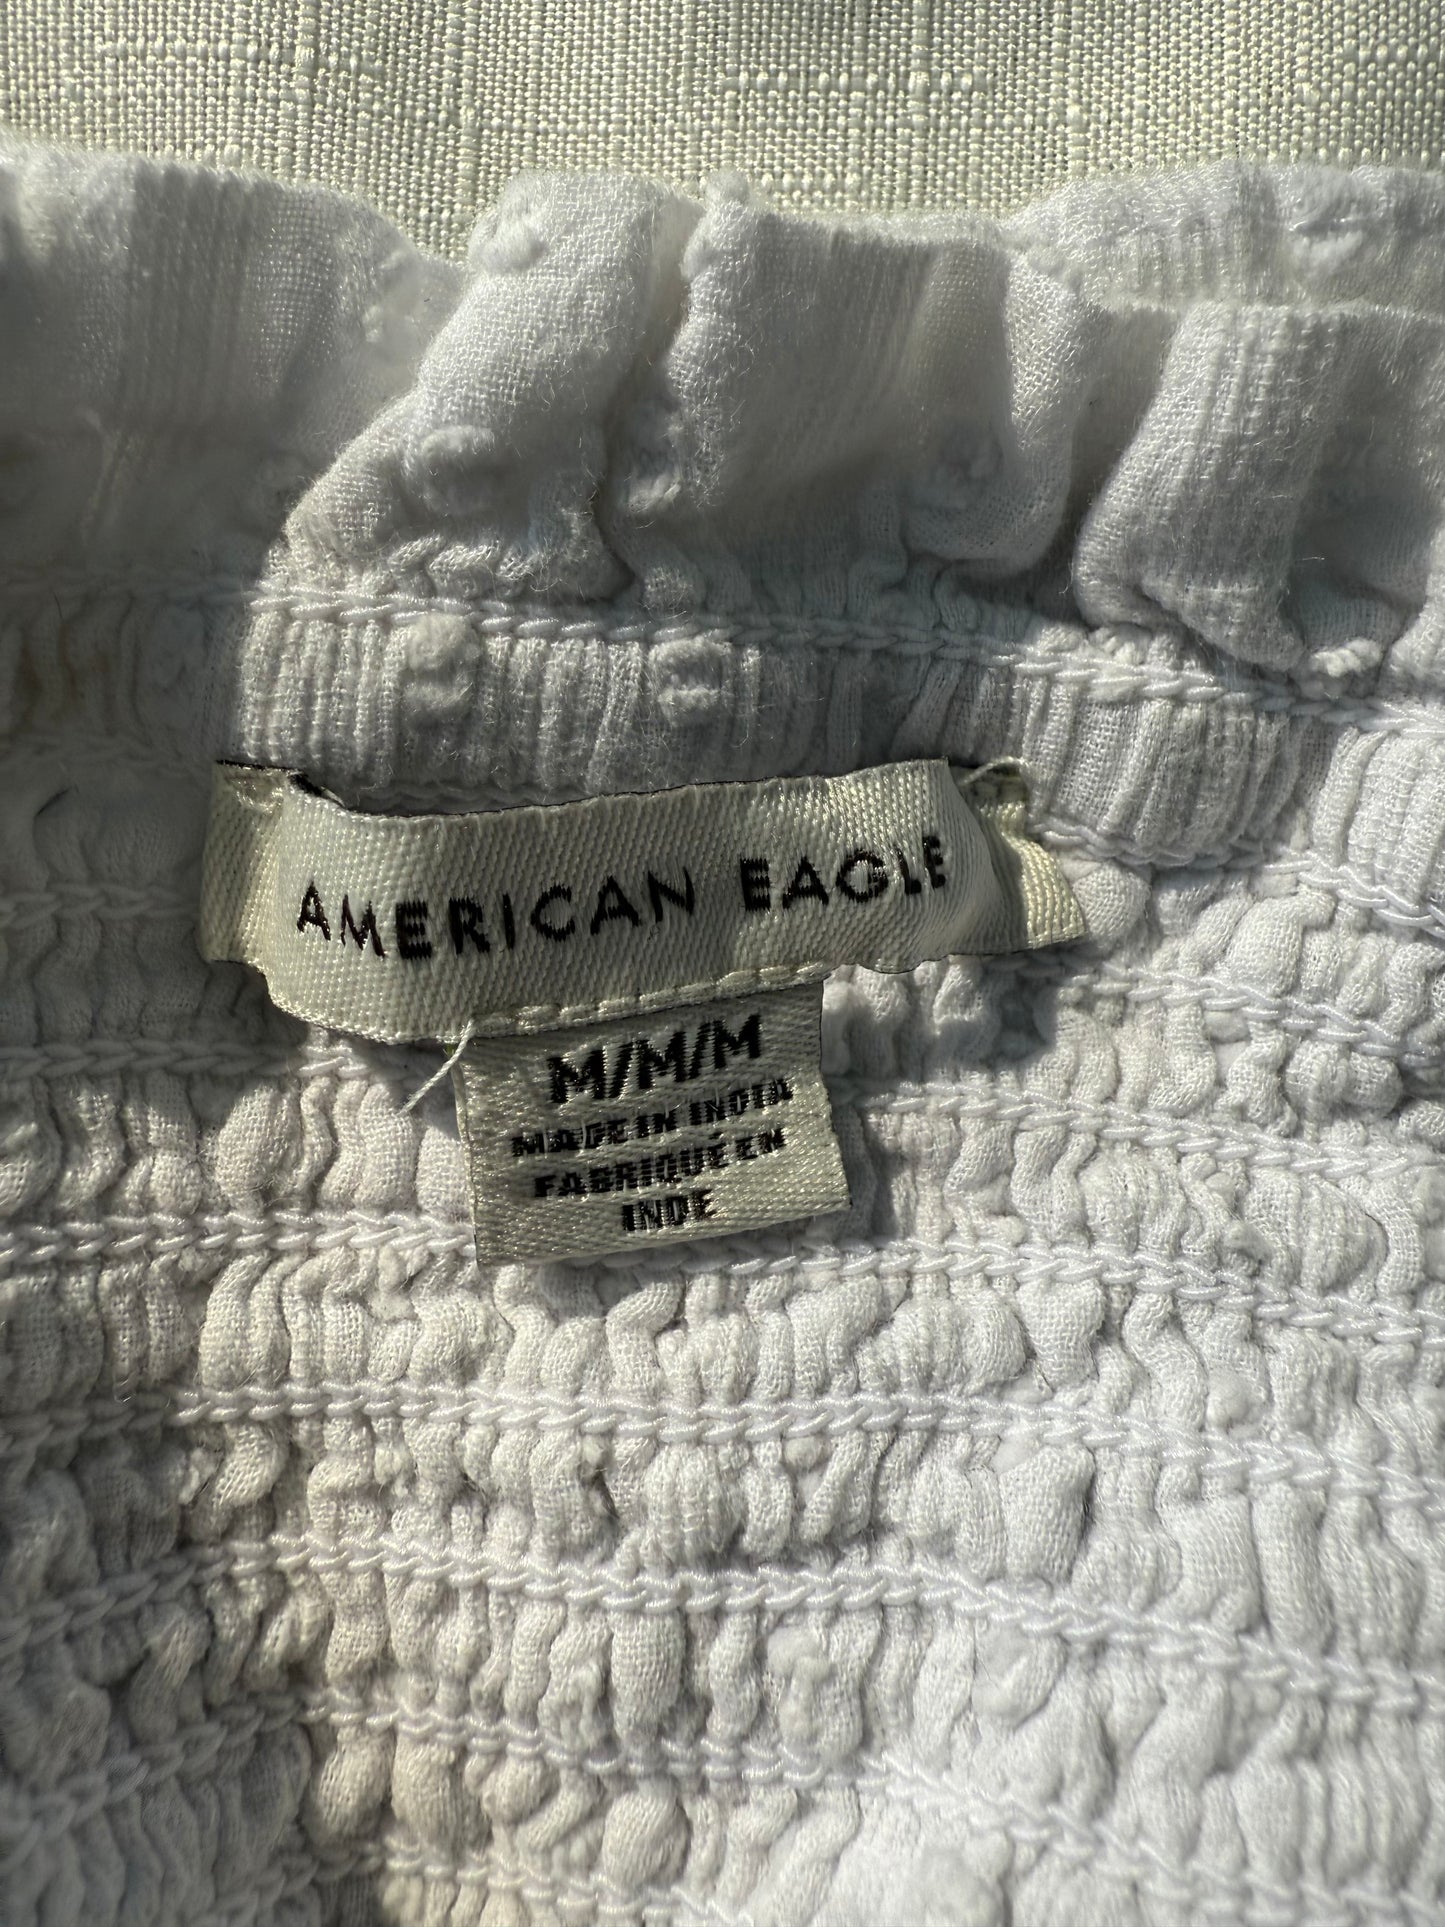 AMERICAN EAGLE
M/M/M
MADE IN INDIA
FABRIQUÉ EN
INDE